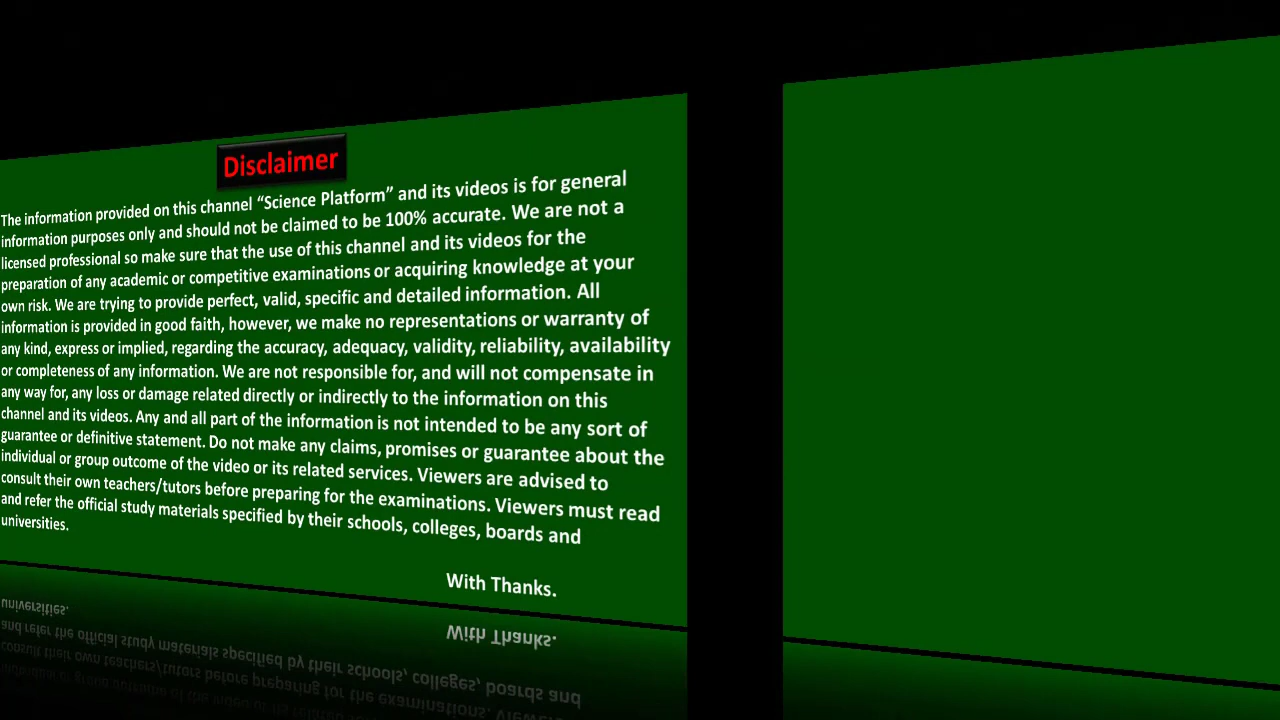 Disclaimer
The information provided on this channel “Science Platform” and its videos is for general
information purposes only and should not be claimed to be 100% accurate. We are not a
licensed professional so make sure that the use of this channel and its videos for the
preparation of any academic or competitive examinations or acquiring knowledge at your
own risk. We are trying to provide perfect, valid, specific and detailed information. All
information is provided in good faith, however, we make no representations or warranty of
any kind, express or implied, regarding the accuracy, adequacy, validity, reliability, availability
or completeness of any information. We are not responsible for, and will not compensate in
any way for, any loss or damage related directly or indirectly to the information on this
channel and its videos. Any and all part of the information is not intended to be any sort of
guarantee or definitive statement. Do not make any claims, promises or guarantee about the
individual or group outcome of the video or its related services. Viewers are advised to
consult their own teachers/tutors before preparing for the examinations. Viewers must read
and refer the official study materials specified by their schools, colleges, boards and
universities.
With Thanks.